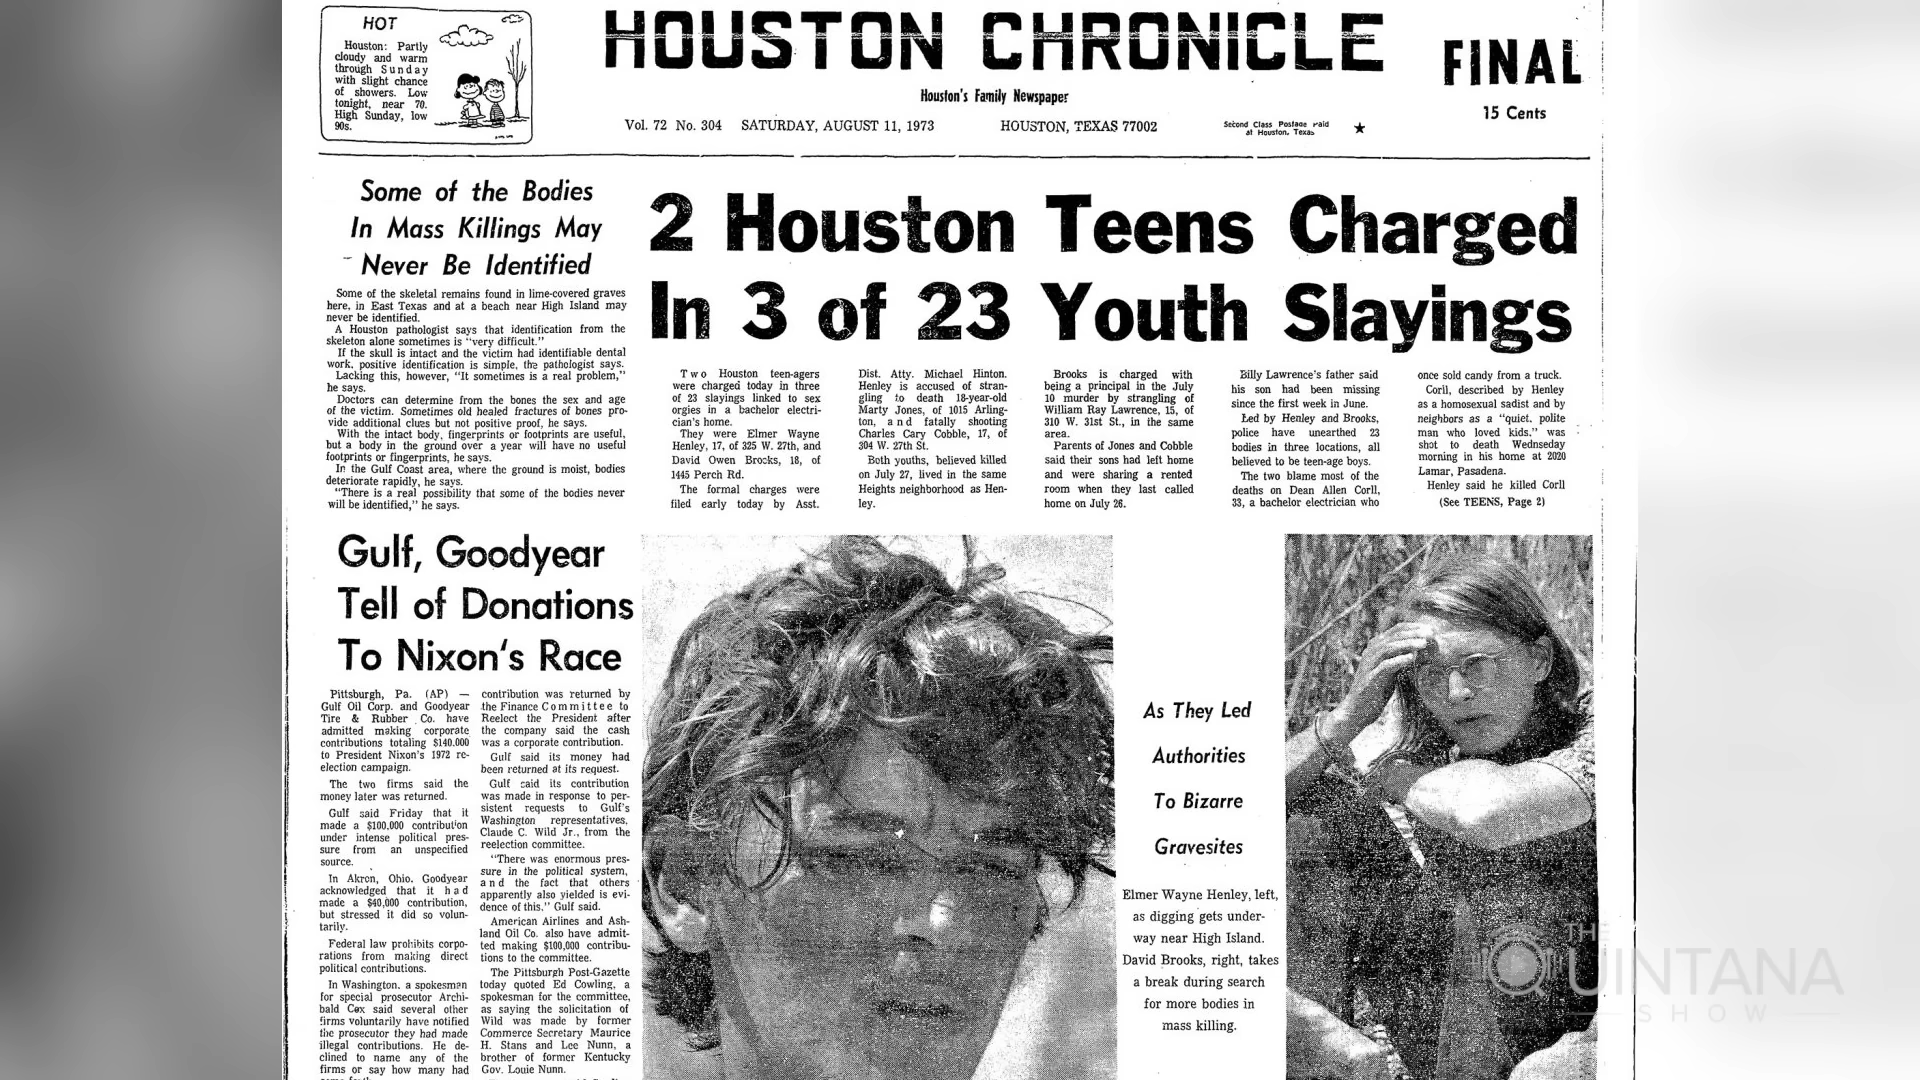 HOT
Houston: Partly
cloudy and warm
through Sunday
with slight chance
of showers. Low
tonight, near 70.
High Sunday, low
90s.
HOUSTON CHRONICLE
Houston's Family Newspaper
FINAL
15 Cents
Vol. 72 No. 304 SATURDAY, AUGUST 11, 1973 HOUSTON, TEXAS 77002
Second Class Postage Paid
at Houston, Texas
Some of the Bodies
In Mass Killings May
Never Be Identified
Some of the skeletal remains found in lime-covered graves
here, in East Texas and at a beach near High Island may
never be identified.
A Houston pathologist says that identification from the
skeleton alone sometimes is "very difficult."
If the skull is intact and the victim had identifiable dental
work, positive identification is simple, the pathologist says.
Lacking this, however, "It sometimes is a real problem,"
he says.
Doctors can determine from the bones the sex and age
of the victim. Sometimes old healed fractures of bones pro-
vide additional clues but not positive proof, he says.
With the intact body, fingerprints or footprints are useful,
but a body in the ground over a year will have no useful
footprints or fingerprints, he says.
In the Gulf Coast area, where the ground is moist, bodies
deteriorate rapidly, he says.
"There is a real possibility that some of the bodies never
will be identified," he says.
2 Houston Teens Charged
In 3 of 23 Youth Slayings
Two Houston teen-agers
were charged today in three
of 23 slayings linked to sex
orgies in a bachelor electri-
cian's home.
They were Elmer Wayne
Henley, 17, of 325 W. 27th, and
David Owen Brocks, 18, of
1445 Perch Rd.
The formal charges were
filed early today by Asst.
Dist. Atty. Michael Hinton.
Henley is accused of stran-
gling to death 18-year-old
Marty Jones, of 1015 Arling-
ton, and fatally shooting
Charles Cary Cobble, 17, of
304 W. 27th St.
Both youths, believed killed
on July 27, lived in the same
Heights neighborhood as Hen-
ley.
Brooks is charged with
being a principal in the July
10 murder by strangling of
William Ray Lawrence, 15, of
310 W. 31st St., in the same
area.
Parents of Jones and Cobble
said their sons had left home
and were sharing a rented
room when they last called
home on July 26.
Billy Lawrence's father said
his son had been missing
since the first week in June.
Led by Henley and Brooks,
police have unearthed 23
bodies in three locations, all
believed to be teen-age boys.
The two blame most of the
deaths on Dean Allen Corll,
33, a bachelor electrician who
once sold candy from a truck.
Corll, described by Henley
as a homosexual sadist and by
neighbors as a "quiet, polite
man who loved kids," was
shot to death Wednseday
morning in his home at 2020
Lamar, Pasadena.
Henley said he killed Corll
(See TEENS, Page 2)
Gulf, Goodyear
Tell of Donations
To Nixon's Race
Pittsburgh, Pa. (AP) —
Gulf Oil Corp. and Goodyear
Tire & Rubber Co. have
admitted making corporate
contributions totaling $140,000
to President Nixon's 1972 re-
election campaign.
The two firms said the
money later was returned.
Gulf said Friday that it
made a $100,000 contribution
under intense political pres-
sure from an unspecified
source.
In Akron, Ohio, Goodyear
acknowledged that it had
made a $40,000 contribution,
but stressed it did so volun-
tarily.
Federal law prohibits corpo-
rations from making direct
political contributions.
In Washington, a spokesman
for special prosecutor Archi-
bald Cox said several other
firms voluntarily have notified
the prosecutor they had made
illegal contributions. He de-
clined to name any of the
firms or say how many had
contribution was returned by
the Finance Committee to
Reelect the President after
the company said the cash
was a corporate contribution.
Gulf said its money had
been returned at its request.
Gulf said its contribution
was made in response to per-
sistent requests to Gulf's
Washington representatives,
Claude C. Wild Jr., from the
reelection committee.
"There was enormous pres-
sure in the political system,
and the fact that others
apparently also yielded is evi-
dence of this," Gulf said.
American Airlines and Ash-
land Oil Co. also have admit-
ted making $100,000 contribu-
tions to the committee.
The Pittsburgh Post-Gazette
today quoted Ed Cowling, a
spokesman for the committee,
as saying the solicitation of
Wild was made by former
Commerce Secretary Maurice
H. Stans and Lee Nunn, a
brother of former Kentucky
Gov. Louie Nunn.
As They Led
Authorities
To Bizarre
Gravesites
Elmer Wayne Henley, left,
as digging gets under-
way near High Island.
David Brooks, right, takes
a break during search
for more bodies in
mass killing.
THE
QUINTANA
SHOW